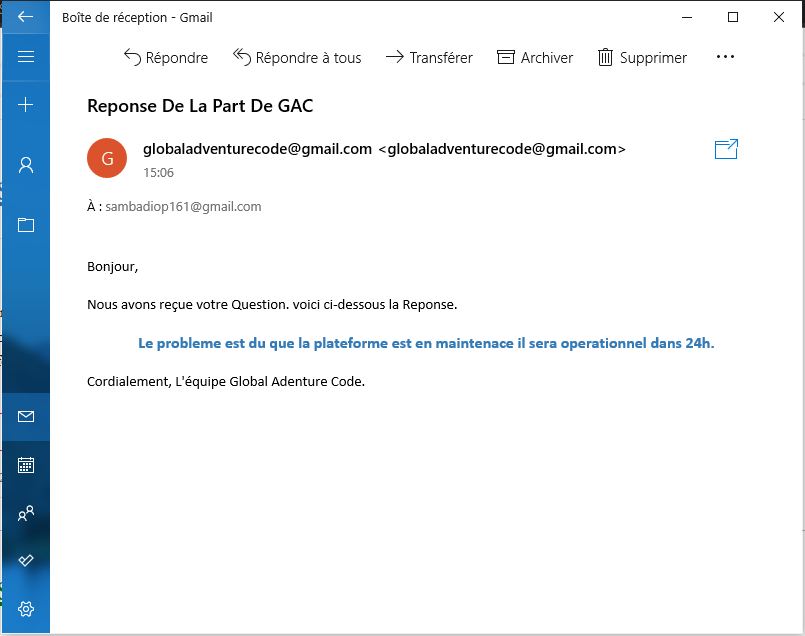 Boîte de réception - Gmail
Répondre Répondre à tous Transférer Archiver Supprimer
Reponse De La Part De GAC
G
globaladventurecode@gmail.com <globaladventurecode@gmail.com>
15:06
À : sambadiop161@gmail.com
Bonjour,
Nous avons reçue votre Question. voici ci-dessous la Reponse.
Le probleme est du que la plateforme est en maintenace il sera operationnel dans 24h.
Cordialement, L'équipe Global Adenture Code.